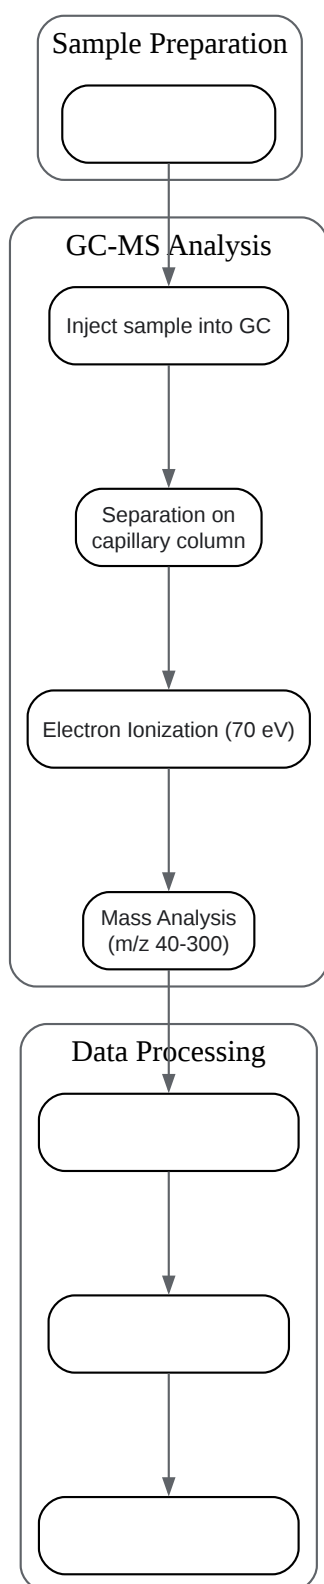 Sample Preparation
GC-MS Analysis
Inject sample into GC
Separation on
capillary column
Electron Ionization (70 eV)
Mass Analysis
(m/z 40-300)
Data Processing